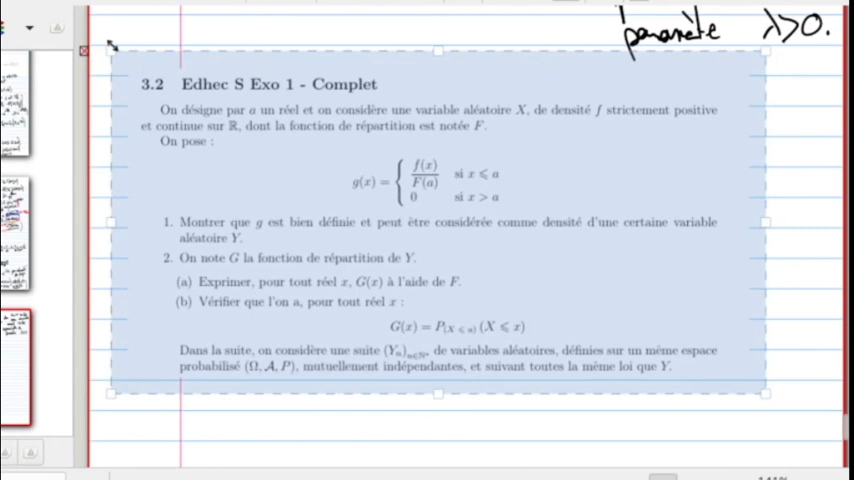 paramète λ>0.
3.2 Edhec S Exo 1 - Complet
On désigne par a un réel et on considère une variable aléatoire X, de densité f strictement positive
et continue sur ℝ, dont la fonction de répartition est notée F.
On pose :
g(x) = { f(x)/F(a) si x ⩽ a
0 si x > a
1. Montrer que g est bien définie et peut être considérée comme densité d'une certaine variable
aléatoire Y.
2. On note G la fonction de répartition de Y.
(a) Exprimer, pour tout réel x, G(x) à l'aide de F.
(b) Vérifier que l'on a, pour tout réel x :
G(x) = P(X ⩽ a) (X ⩽ x)
Dans la suite, on considère une suite (Yn)n∈ℕ* de variables aléatoires, définies sur un même espace
probabilisé (Ω, 𝒜, P), mutuellement indépendantes, et suivant toutes la même loi que Y.